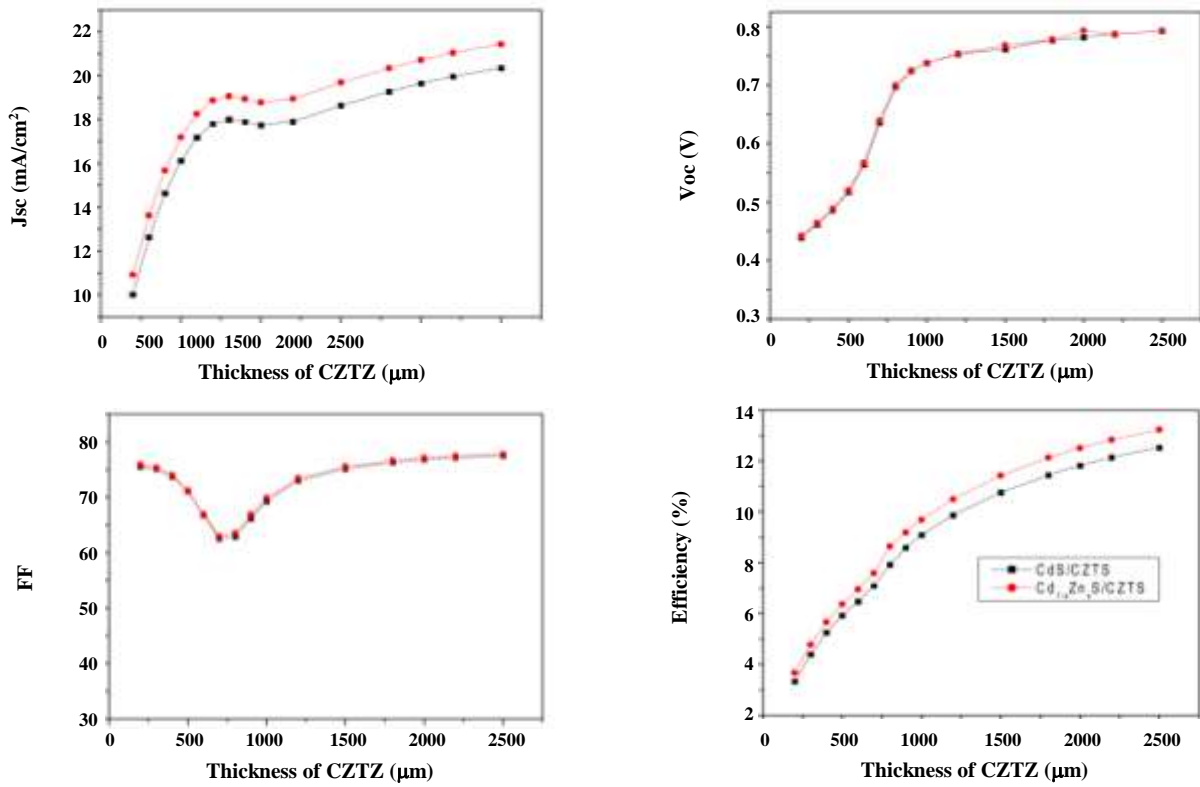 22
20
18
16
14
12
10
Jsc (mA/cm²)
0 500 1000 1500 2000 2500
Thickness of CZTZ (μm)
0.8
0.7
0.6
0.5
0.4
0.3
Voc (V)
0 500 1000 1500 2000 2500
Thickness of CZTZ (μm)
80
70
60
50
40
30
FF
0 500 1000 1500 2000 2500
Thickness of CZTZ (μm)
14
12
10
8
6
4
2
Efficiency (%)
CdS/CZTS
Cd₁₋ₓZnₓS/CZTS
0 500 1000 1500 2000 2500
Thickness of CZTZ (μm)